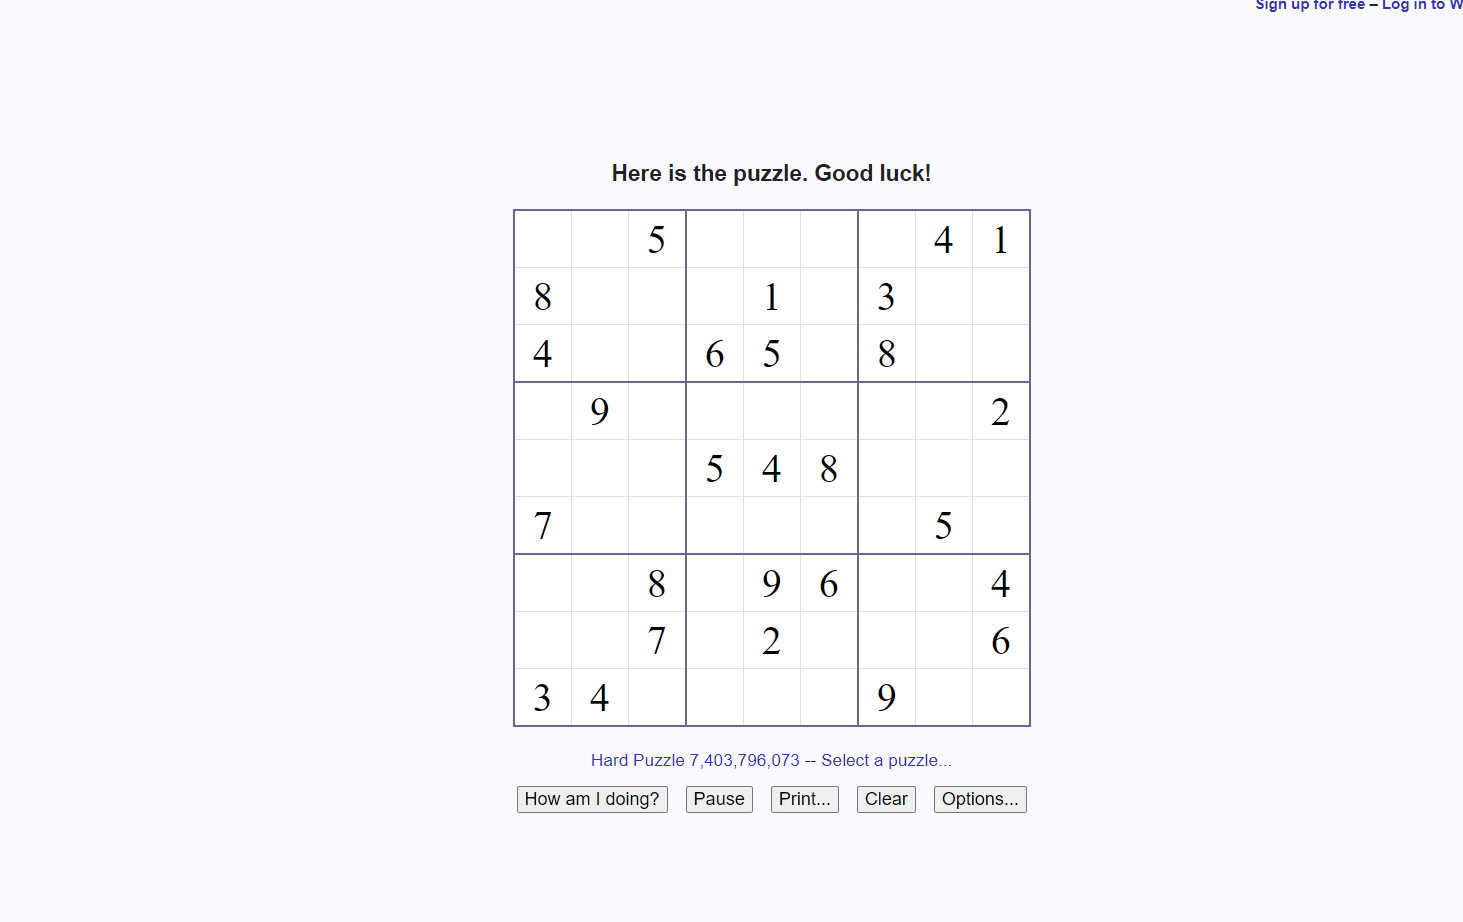 Sign up for free – Log in to W
Here is the puzzle. Good luck!
5 4 1
8 1 3
4 6 5 8
9 2
5 4 8
7 5
8 9 6 4
7 2 6
3 4 9
Hard Puzzle 7,403,796,073 -- Select a puzzle...
How am I doing? Pause Print... Clear Options...